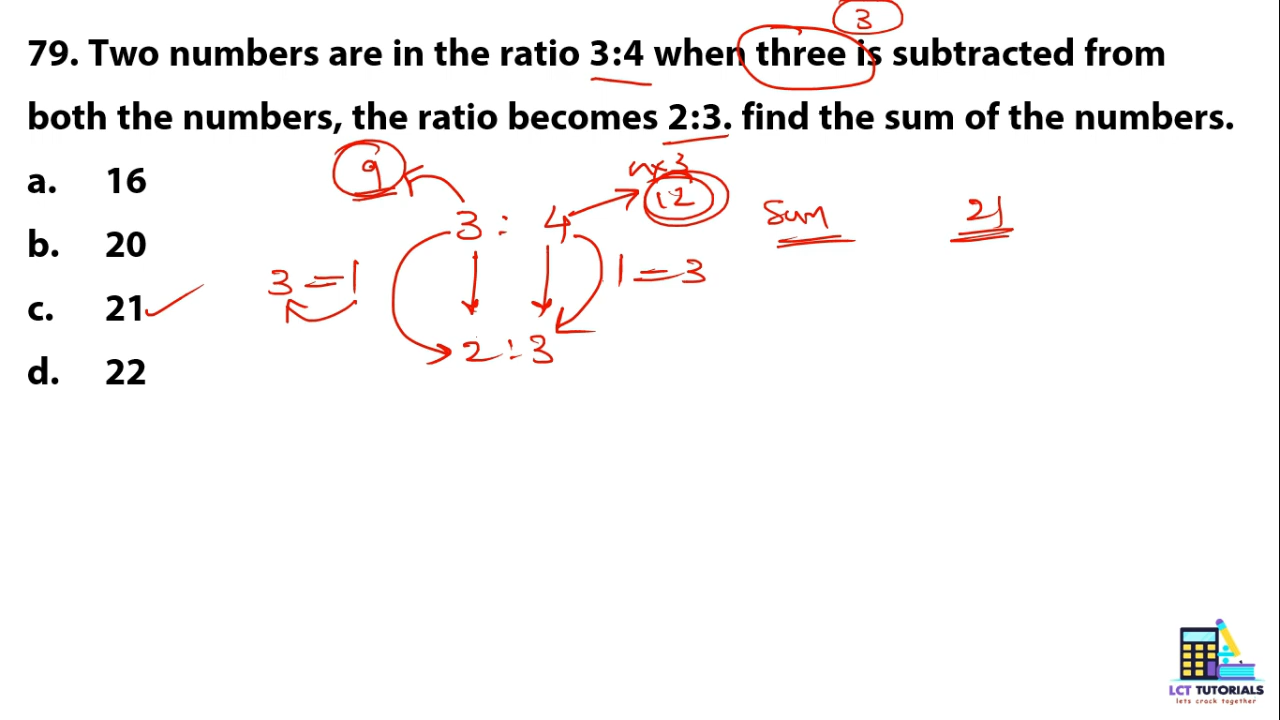 3
79. Two numbers are in the ratio 3:4 when three is subtracted from
both the numbers, the ratio becomes 2:3. find the sum of the numbers.
a. 16
9
×3
12
b. 20
3 : 4
Sum 21
3 = 1
1 = 3
c. 21
2 : 3
d. 22
LCT TUTORIALS
lets crack together